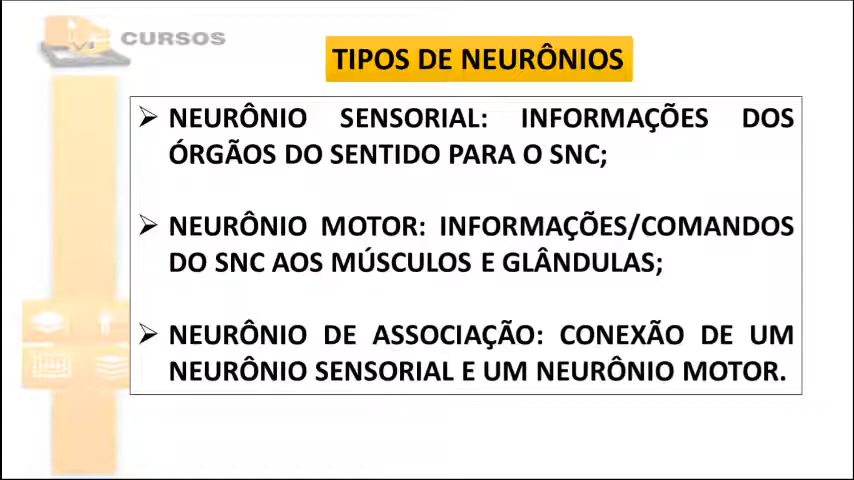 CURSOS
TIPOS DE NEURÔNIOS
➢ NEURÔNIO SENSORIAL: INFORMAÇÕES DOS
ÓRGÃOS DO SENTIDO PARA O SNC;
➢ NEURÔNIO MOTOR: INFORMAÇÕES/COMANDOS
DO SNC AOS MÚSCULOS E GLÂNDULAS;
➢ NEURÔNIO DE ASSOCIAÇÃO: CONEXÃO DE UM
NEURÔNIO SENSORIAL E UM NEURÔNIO MOTOR.